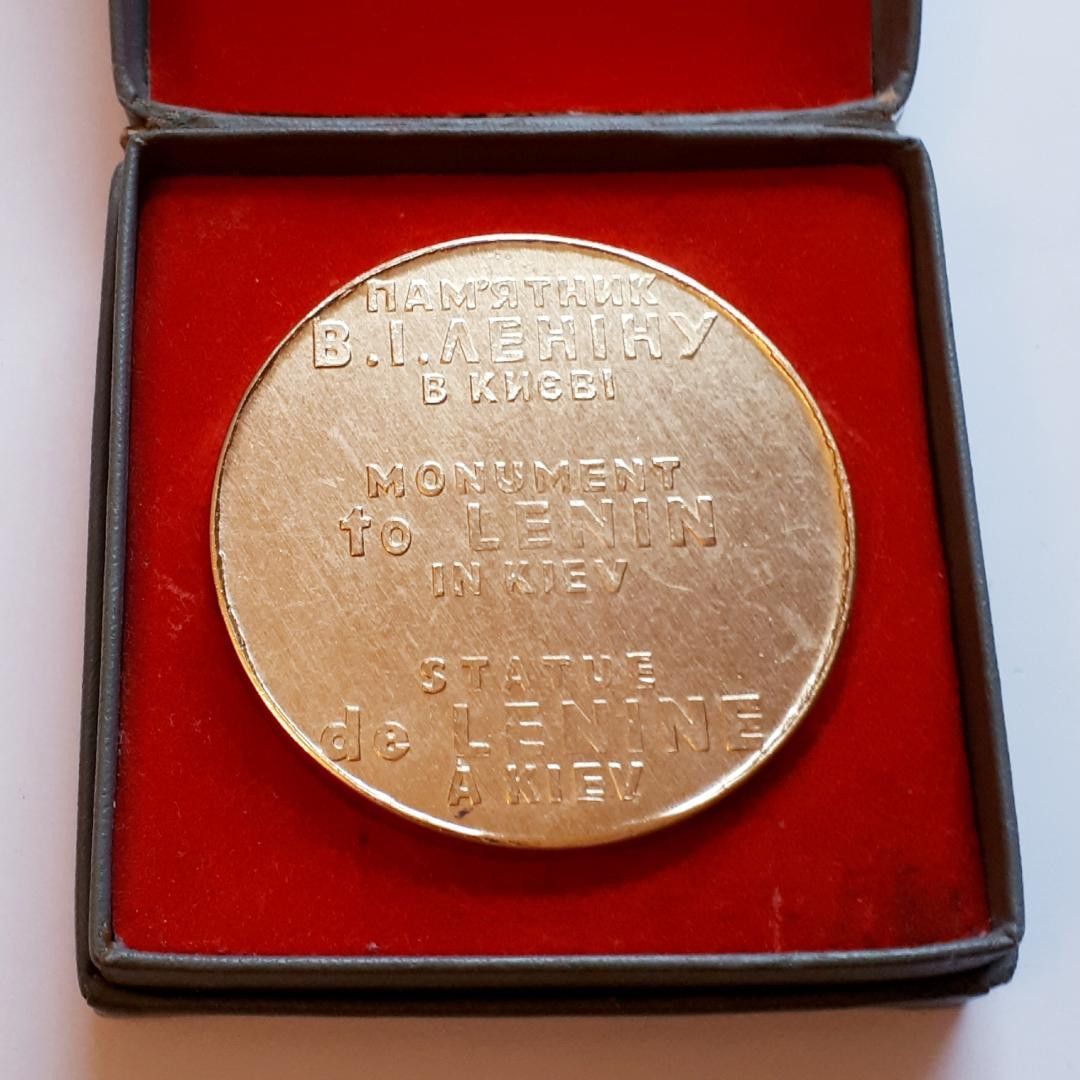 ПАМ'ЯТНИК
В.І.ЛЕНІНУ
В КИЄВІ
MONUMENT
to LENIN
IN KIEV
STATUE
de LENINE
À KIEV